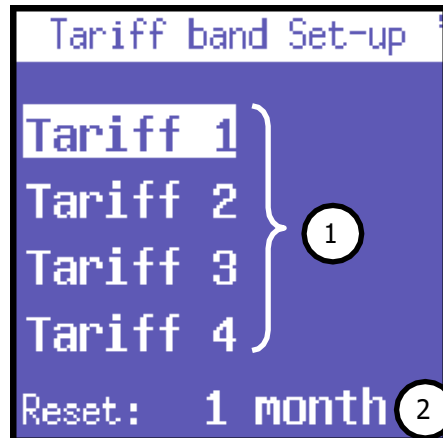 Tariff band Set-up
Tariff 1
Tariff 2
Tariff 3
Tariff 4
1
Reset: 1 month
2